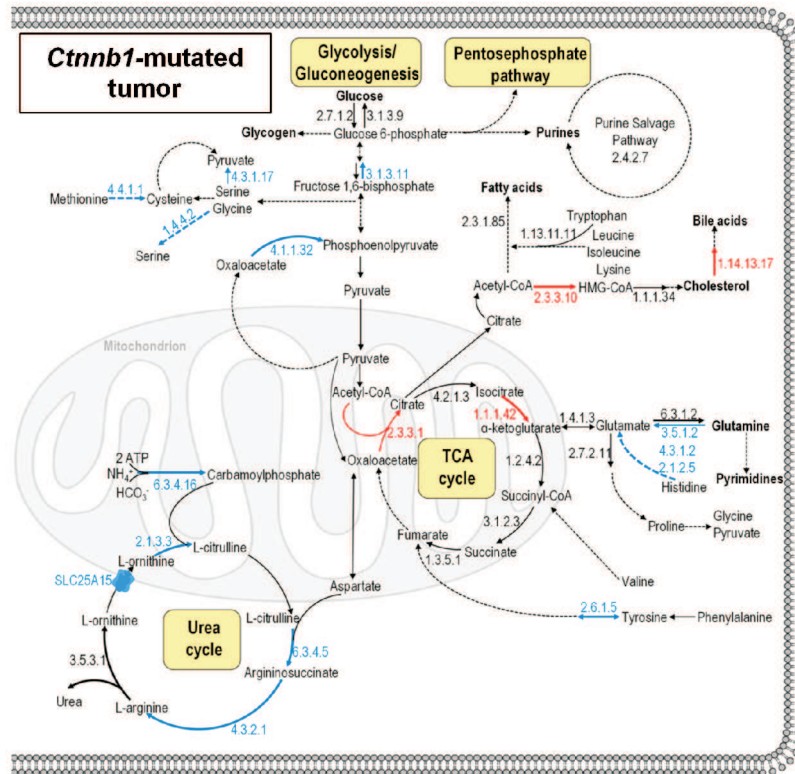 Ctnnb1-mutated
tumor
Glycolysis/
Gluconeogenesis
Pentosephosphate
pathway
Glucose
2.7.1.2
3.1.3.9
Glycogen
Glucose 6-phosphate
Purines
Purine Salvage
Pathway
2.4.2.7
Pyruvate
4.3.1.17
3.1.3.11
Methionine
4.4.1.1
Cysteine
Serine
Glycine
Fructose 1,6-bisphosphate
1.4.4.2
Serine
Fatty acids
2.3.1.85
Tryptophan
1.13.11.11
Leucine
Isoleucine
Lysine
Bile acids
1.14.13.17
4.1.1.32
Phosphoenolpyruvate
Oxaloacetate
Acetyl-CoA
2.3.3.10
HMG-CoA
1.1.1.34
Cholesterol
Pyruvate
Citrate
Mitochondrion
Pyruvate
Acetyl-CoA
Citrate
4.2.1.3
Isocitrate
1.1.1.42
2.3.3.1
α-ketoglutarate
1.4.1.3
Glutamate
6.3.1.2
3.5.1.2
Glutamine
4.3.1.2
2.1.2.5
Histidine
2.7.2.11
Pyrimidines
Oxaloacetate
TCA
cycle
1.2.4.2
Succinyl-CoA
3.1.2.3
Fumarate
Succinate
1.3.5.1
Proline
Glycine
Pyruvate
Valine
2 ATP
NH4+
HCO3-
6.3.4.16
Carbamoylphosphate
2.1.3.3
L-citrulline
L-ornithine
SLC25A15
Aspartate
2.6.1.5
Tyrosine
Phenylalanine
L-ornithine
Urea
cycle
L-citrulline
6.3.4.5
3.5.3.1
Argininosuccinate
Urea
L-arginine
4.3.2.1